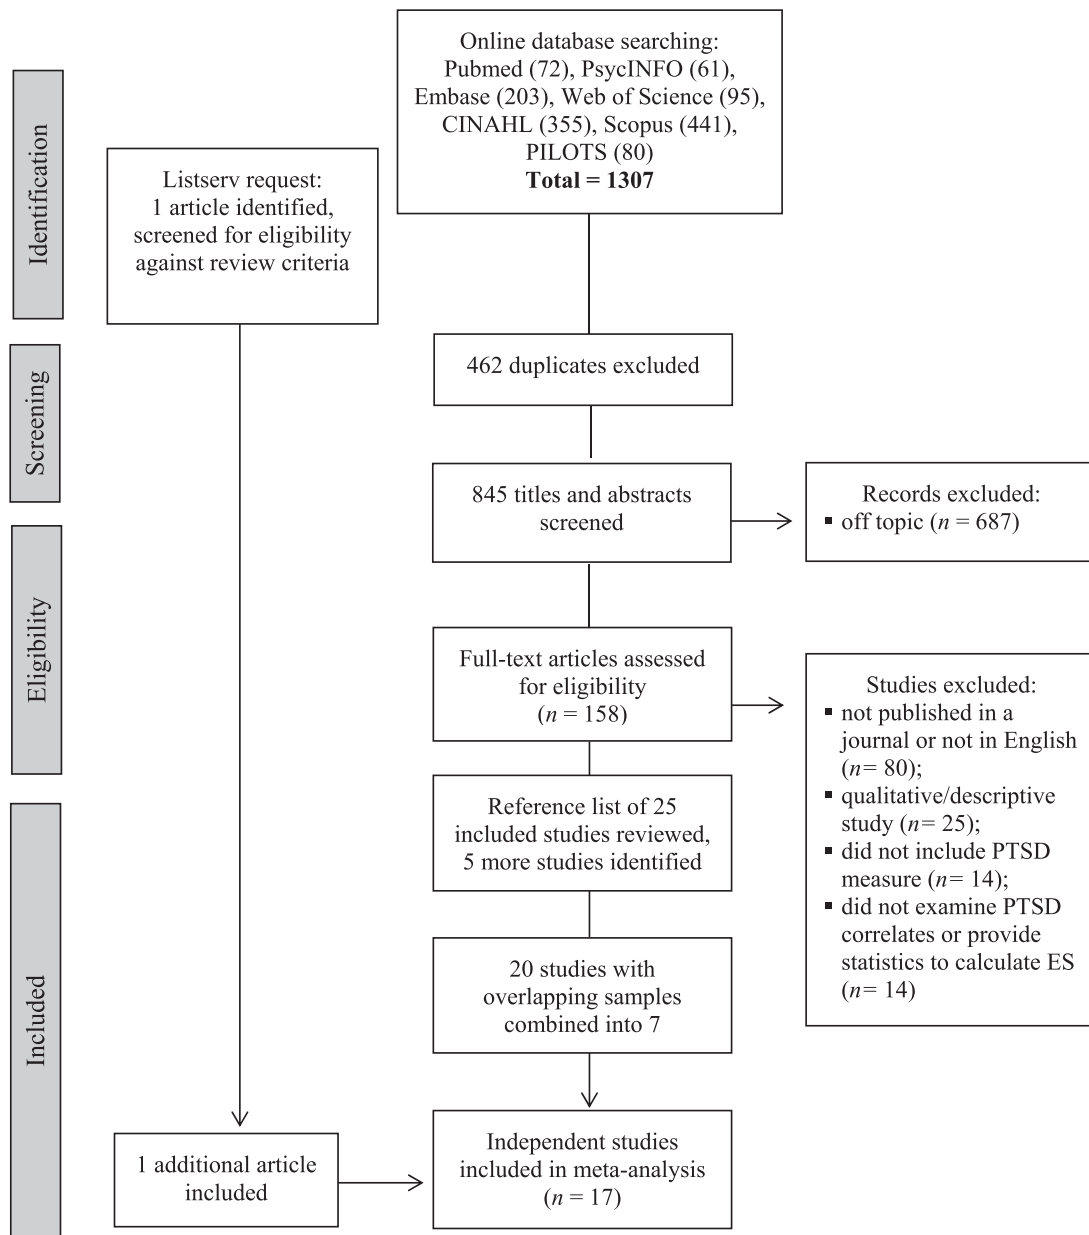 Online database searching:
Pubmed (72), PsycINFO (61),
Embase (203), Web of Science (95),
CINAHL (355), Scopus (441),
PILOTS (80)
Total = 1307
Identification
Listserv request:
1 article identified,
screened for eligibility
against review criteria
462 duplicates excluded
Screening
845 titles and abstracts
screened
Records excluded:
▪ off topic (n = 687)
Eligibility
Full-text articles assessed
for eligibility
(n = 158)
Studies excluded:
▪ not published in a
journal or not in English
(n= 80);
▪ qualitative/descriptive
study (n= 25);
▪ did not include PTSD
measure (n= 14);
▪ did not examine PTSD
correlates or provide
statistics to calculate ES
(n= 14)
Reference list of 25
included studies reviewed,
5 more studies identified
Included
20 studies with
overlapping samples
combined into 7
1 additional article
included
Independent studies
included in meta-analysis
(n = 17)